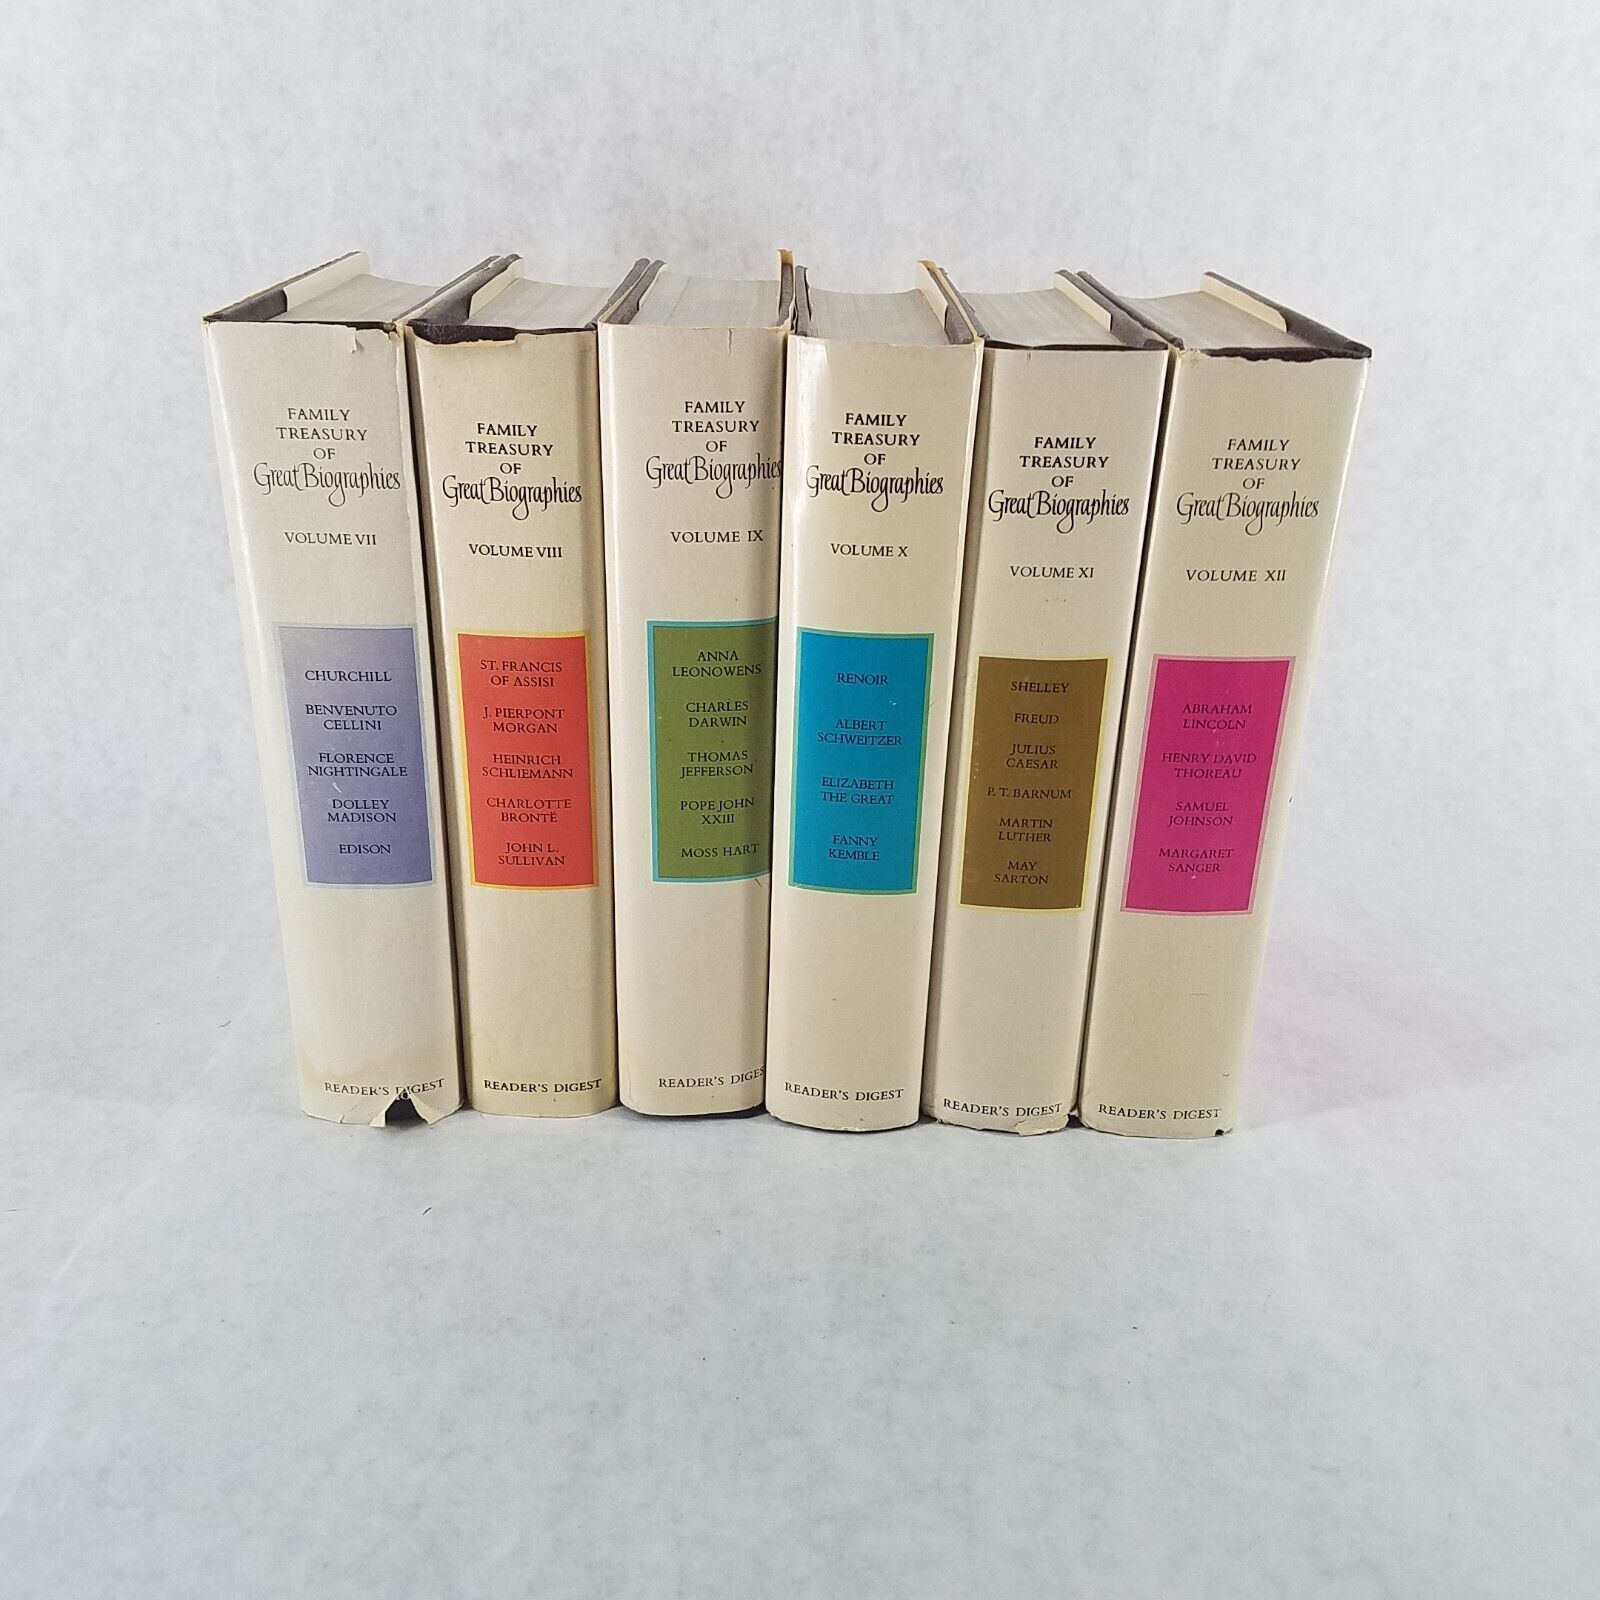 FAMILY
TREASURY
OF
Great Biographies
VOLUME VII
CHURCHILL
BENVENUTO
CELLINI
FLORENCE
NIGHTINGALE
DOLLEY
MADISON
EDISON
READER'S DIGEST
FAMILY
TREASURY
OF
Great Biographies
VOLUME VIII
ST. FRANCIS
OF ASSISI
J. PIERPONT
MORGAN
HEINRICH
SCHLIEMANN
CHARLOTTE
BRONTË
JOHN L.
SULLIVAN
READER'S DIGEST
FAMILY
TREASURY
OF
Great Biographies
VOLUME IX
ANNA
LEONOWENS
CHARLES
DARWIN
THOMAS
JEFFERSON
POPE JOHN
XXIII
MOSS HART
READER'S DIGES
FAMILY
TREASURY
OF
Great Biographies
VOLUME X
RENOIR
ALBERT
SCHWEITZER
ELIZABETH
THE GREAT
FANNY
KEMBLE
READER'S DIGEST
FAMILY
TREASURY
OF
Great Biographies
VOLUME XI
SHELLEY
FREUD
JULIUS
CAESAR
P. T. BARNUM
MARTIN
LUTHER
MAY
SARTON
READER'S DIGEST
FAMILY
TREASURY
OF
Great Biographies
VOLUME XII
ABRAHAM
LINCOLN
HENRY DAVID
THOREAU
SAMUEL
JOHNSON
MARGARET
SANGER
READER'S DIGEST